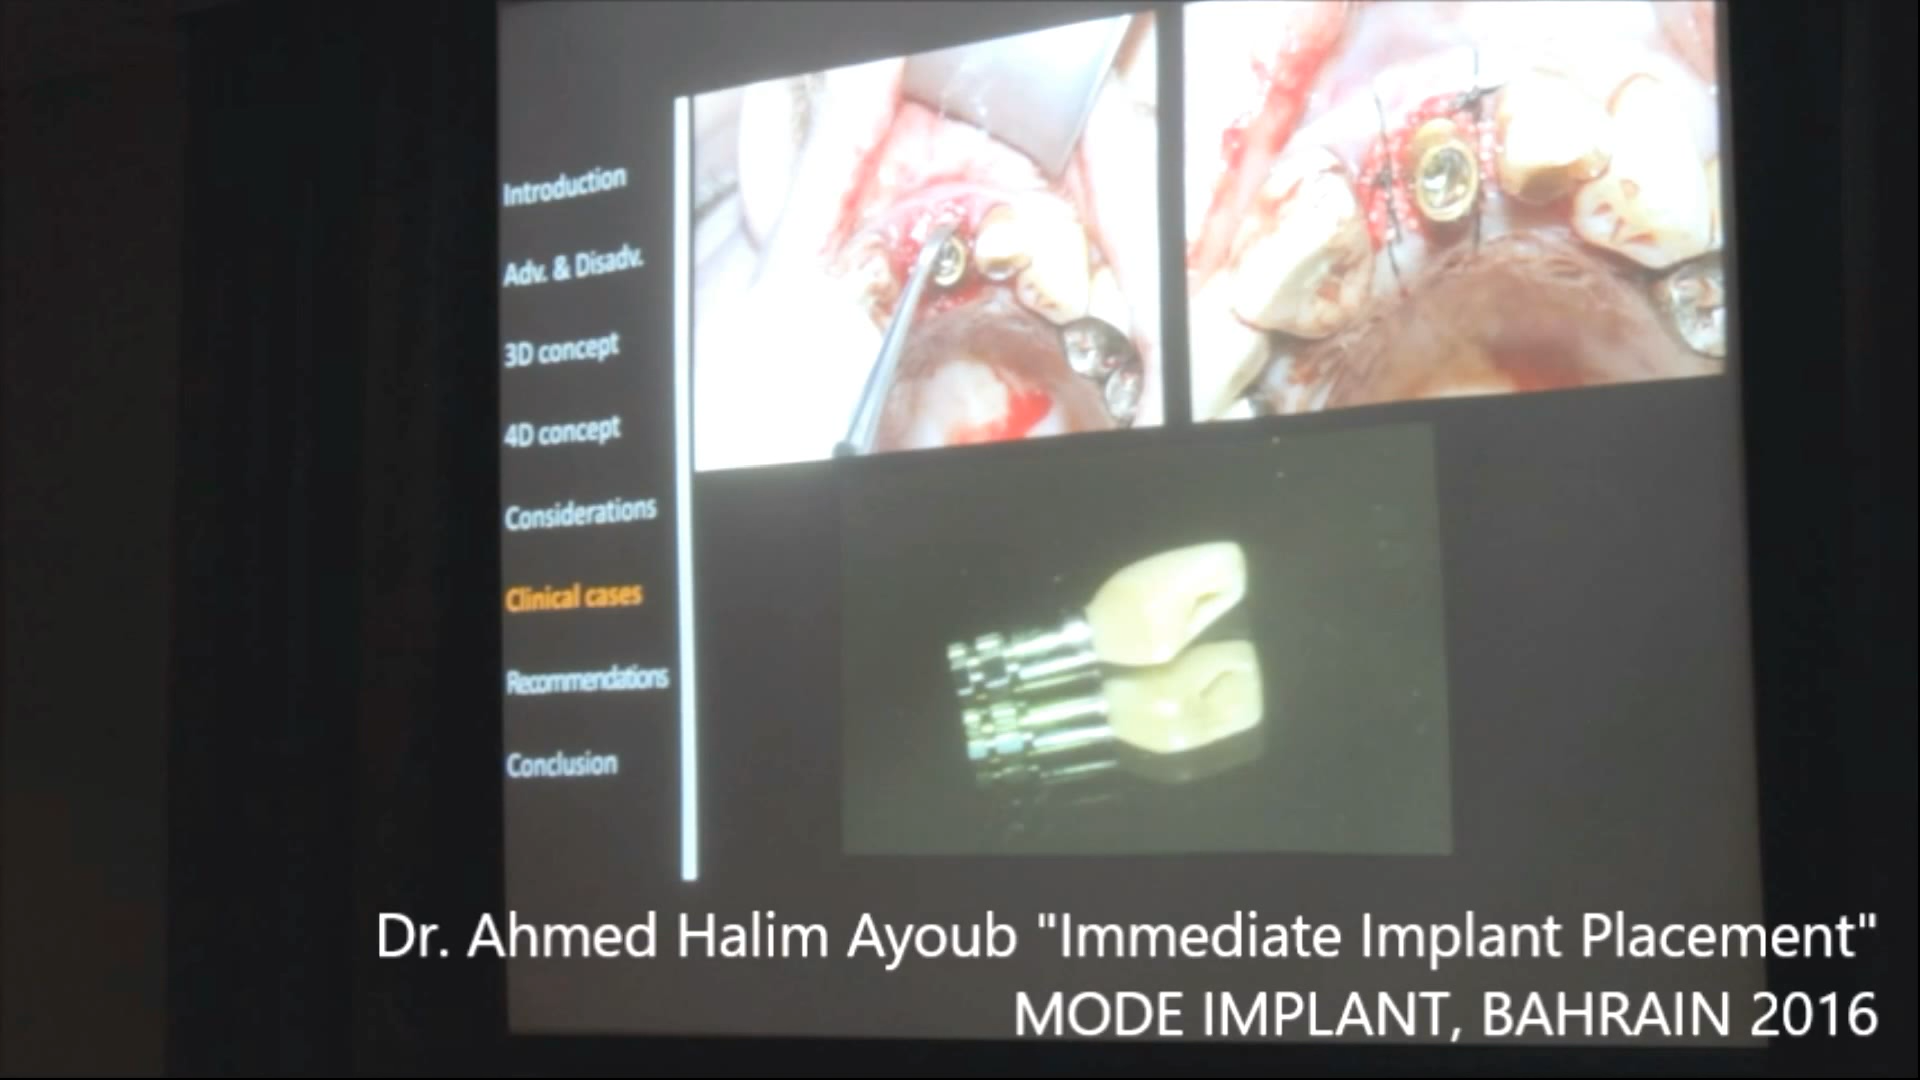 Introduction
Adv. & Disadv.
3D concept
4D concept
Considerations
Clinical cases
Recommendations
Conclusion
Dr. Ahmed Halim Ayoub "Immediate Implant Placement"
MODE IMPLANT, BAHRAIN 2016